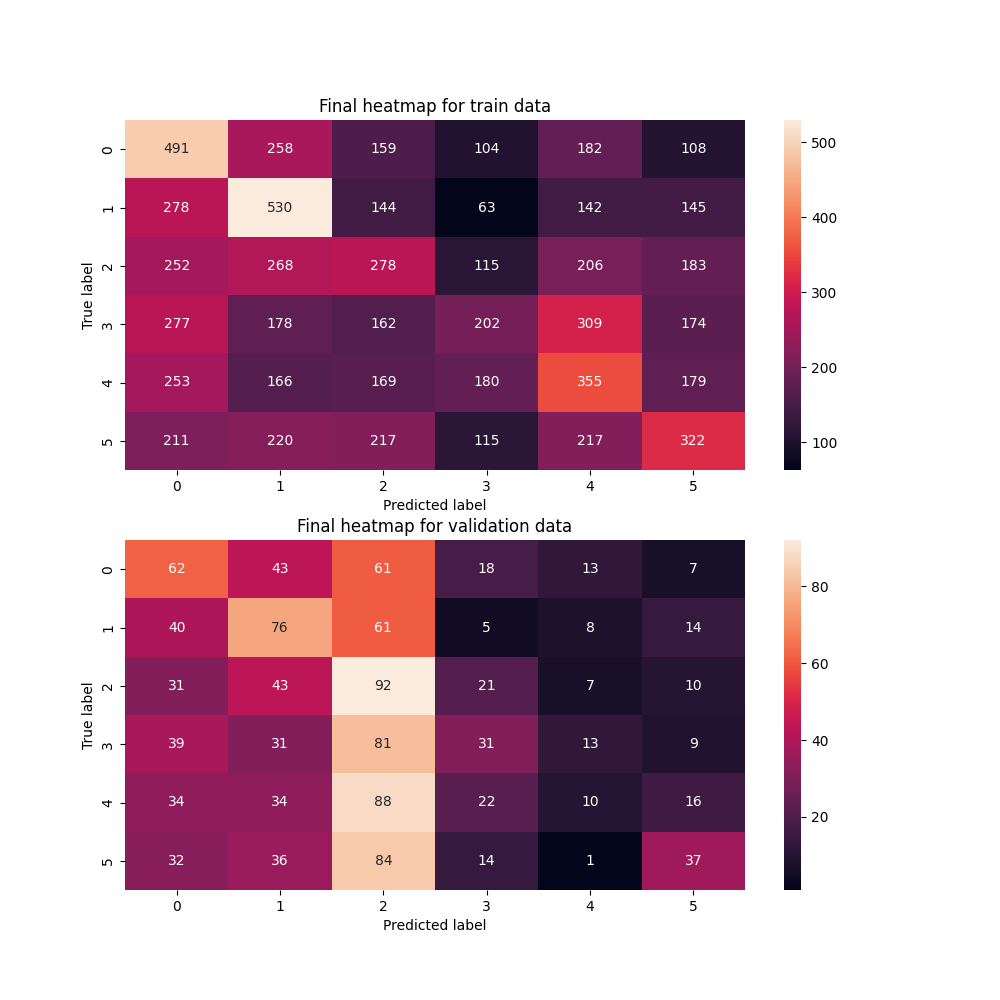 Final heatmap for train data
0 491 258 159 104 182 108
1 278 530 144 63 142 145
2 252 268 278 115 206 183
3 277 178 162 202 309 174
4 253 166 169 180 355 179
5 211 220 217 115 217 322
True label
0 1 2 3 4 5
Predicted label
500
400
300
200
100
Final heatmap for validation data
0 62 43 61 18 13 7
1 40 76 61 5 8 14
2 31 43 92 21 7 10
3 39 31 81 31 13 9
4 34 34 88 22 10 16
5 32 36 84 14 1 37
True label
0 1 2 3 4 5
Predicted label
80
60
40
20